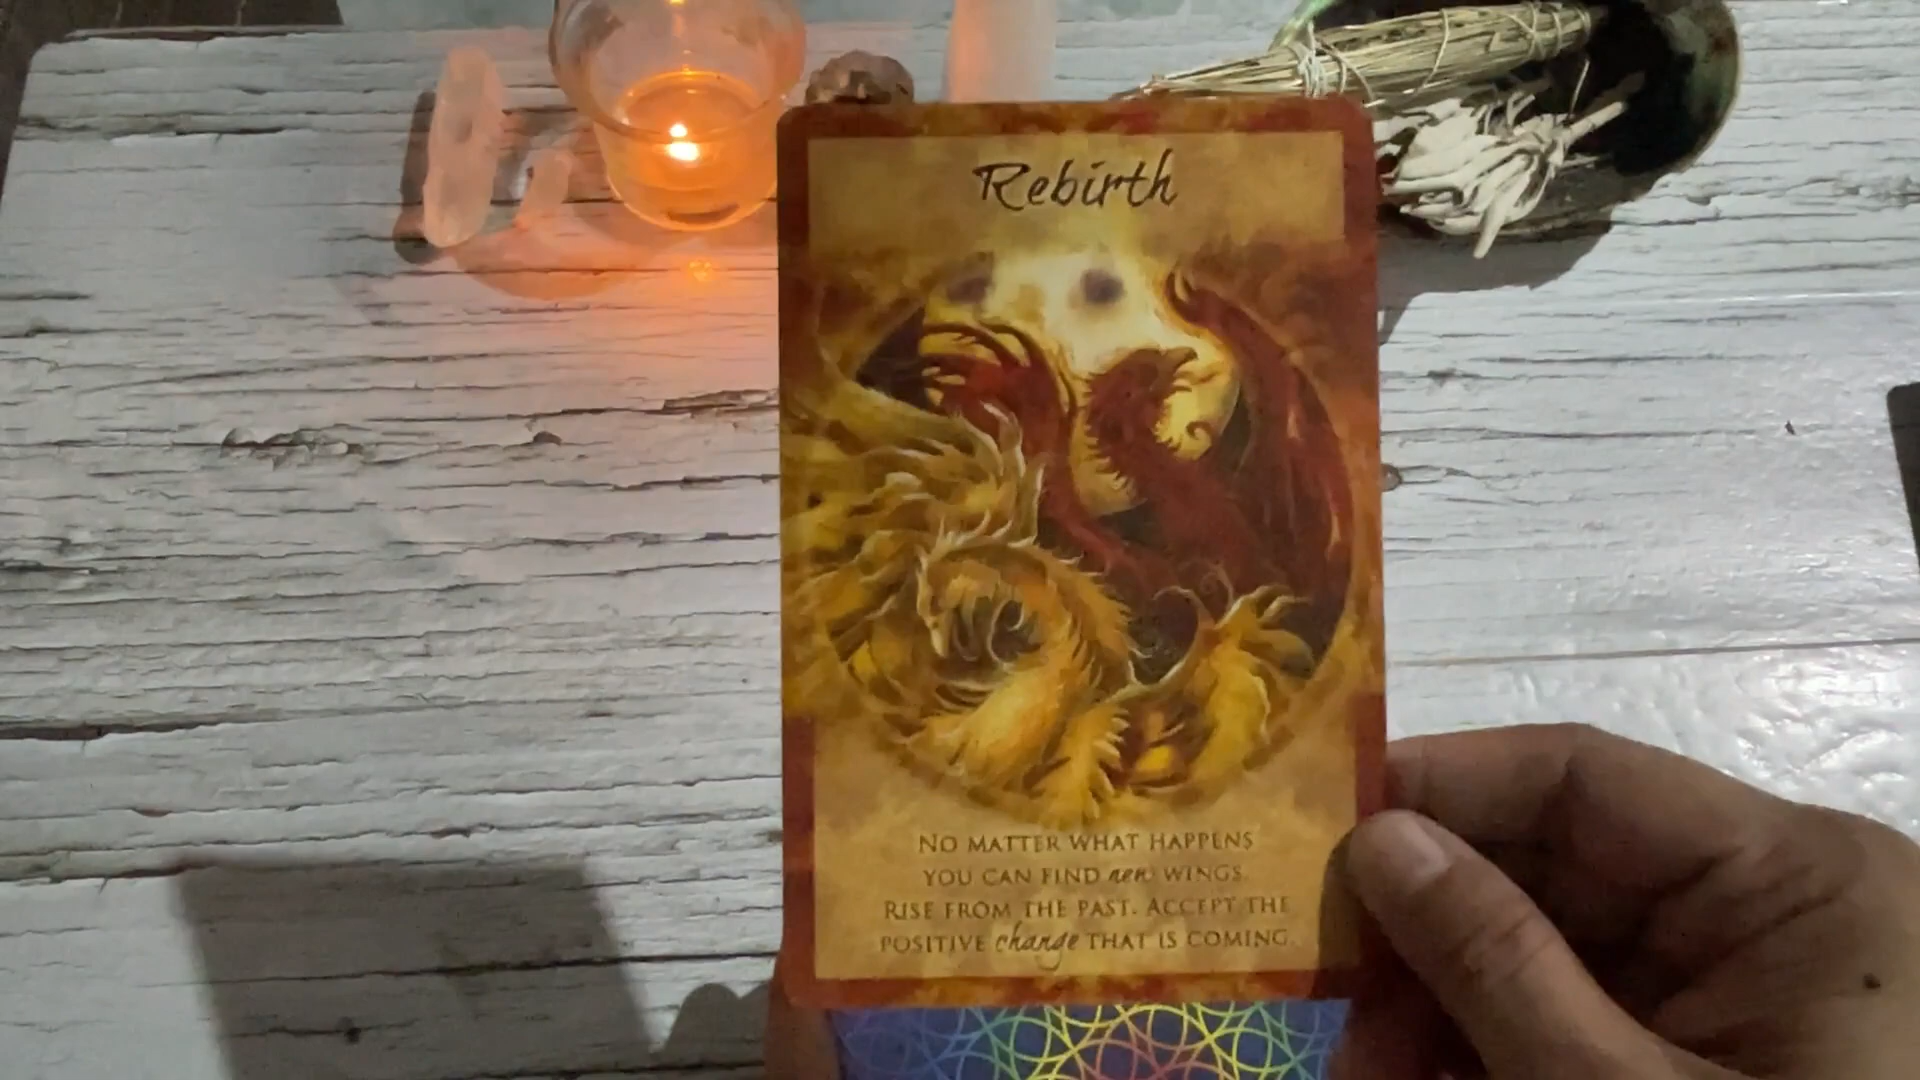 Rebirth
No matter what happens
you can find new wings.
Rise from the past. Accept the
positive change that is coming.